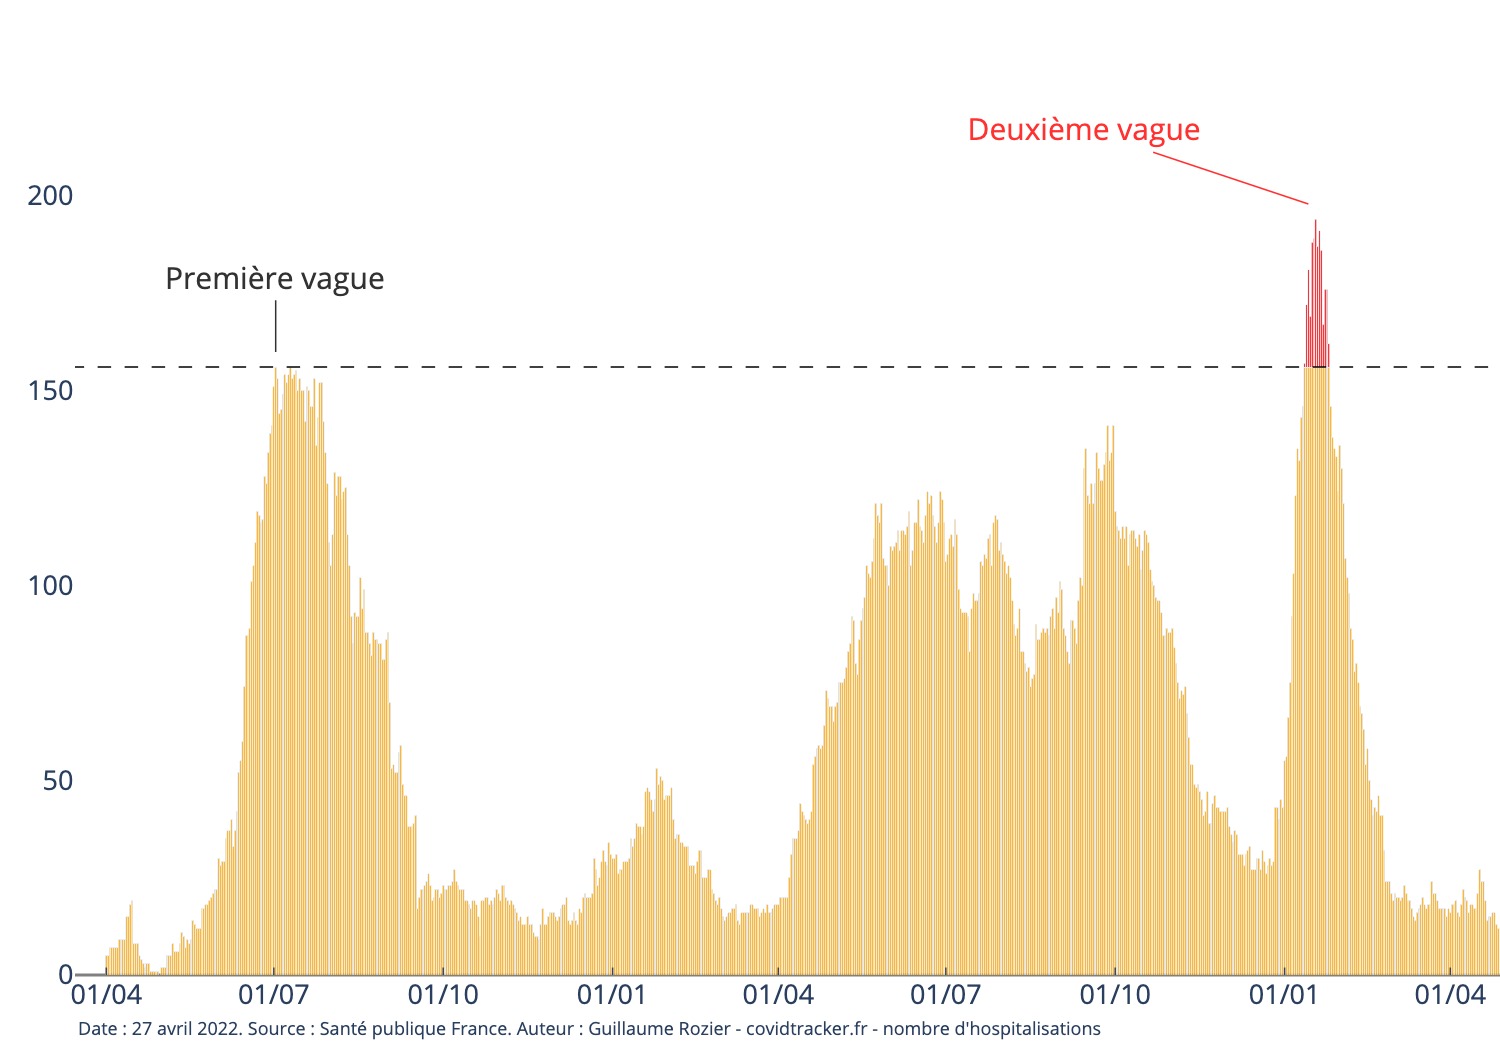 Deuxième vague
200
Première vague
150
100
50
0
01/04 01/07 01/10 01/01 01/04 01/07 01/10 01/01 01/04
Date : 27 avril 2022. Source : Santé publique France. Auteur : Guillaume Rozier - covidtracker.fr - nombre d'hospitalisations